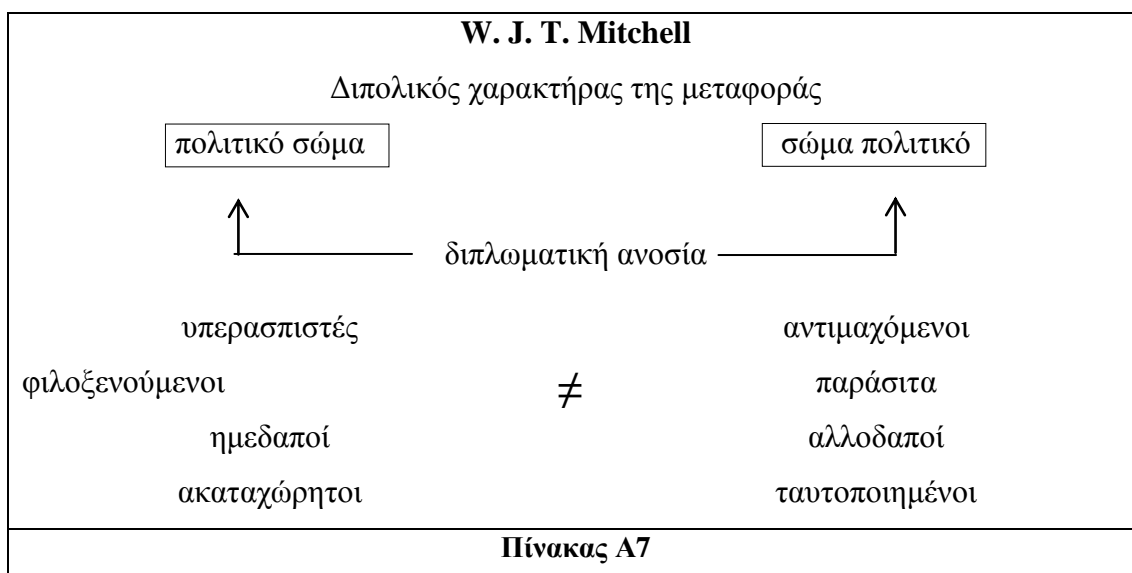 W. J. T. Mitchell
Διπολικός χαρακτήρας της μεταφοράς
πολιτικό σώμα σώμα πολιτικό
διπλωματική ανοσία
υπερασπιστές αντιμαχόμενοι
φιλοξενούμενοι ≠ παράσιτα
ημεδαποί αλλοδαποί
ακαταχώρητοι ταυτοποιημένοι
Πίνακας Α7